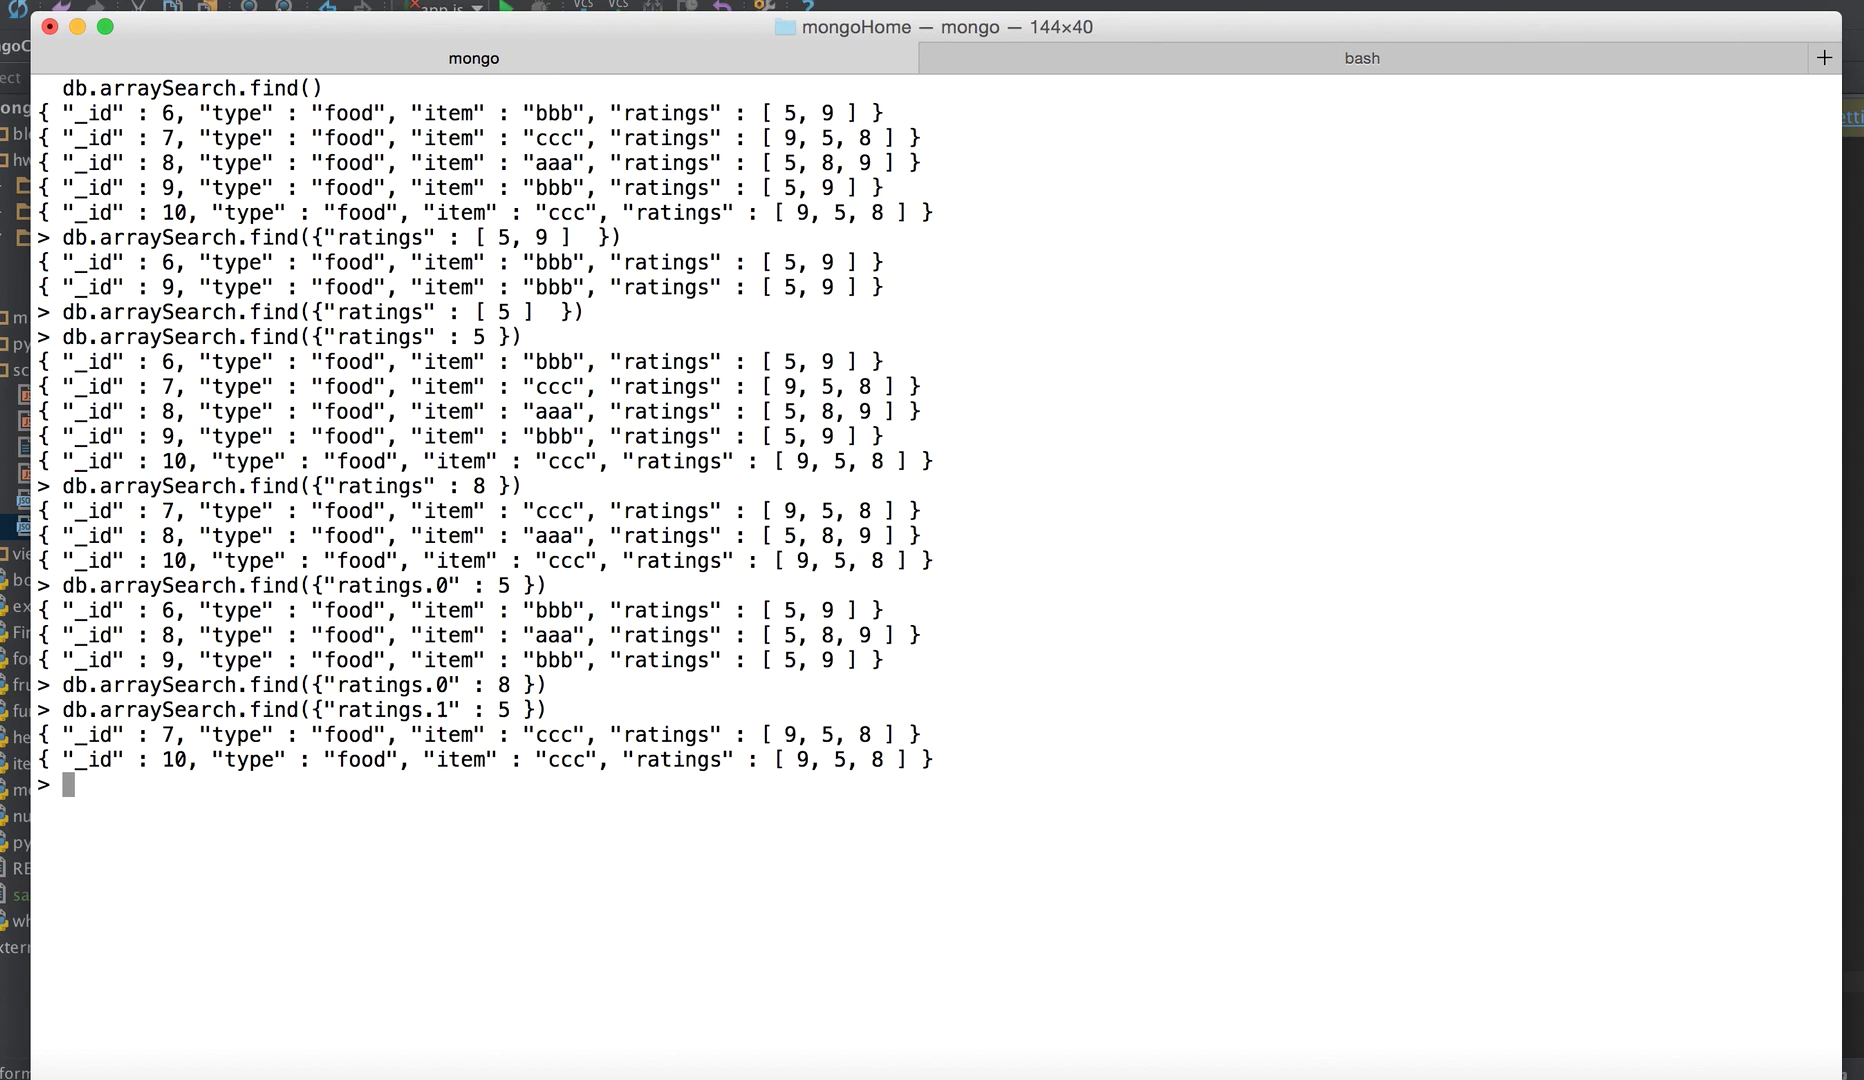 app.js
VCS VCS
mongoHome — mongo — 144×40
mongo
bash
db.arraySearch.find()
{ "_id" : 6, "type" : "food", "item" : "bbb", "ratings" : [ 5, 9 ] }
{ "_id" : 7, "type" : "food", "item" : "ccc", "ratings" : [ 9, 5, 8 ] }
{ "_id" : 8, "type" : "food", "item" : "aaa", "ratings" : [ 5, 8, 9 ] }
{ "_id" : 9, "type" : "food", "item" : "bbb", "ratings" : [ 5, 9 ] }
{ "_id" : 10, "type" : "food", "item" : "ccc", "ratings" : [ 9, 5, 8 ] }
> db.arraySearch.find({"ratings" : [ 5, 9 ]  })
{ "_id" : 6, "type" : "food", "item" : "bbb", "ratings" : [ 5, 9 ] }
{ "_id" : 9, "type" : "food", "item" : "bbb", "ratings" : [ 5, 9 ] }
> db.arraySearch.find({"ratings" : [ 5 ]  })
> db.arraySearch.find({"ratings" : 5 })
{ "_id" : 6, "type" : "food", "item" : "bbb", "ratings" : [ 5, 9 ] }
{ "_id" : 7, "type" : "food", "item" : "ccc", "ratings" : [ 9, 5, 8 ] }
{ "_id" : 8, "type" : "food", "item" : "aaa", "ratings" : [ 5, 8, 9 ] }
{ "_id" : 9, "type" : "food", "item" : "bbb", "ratings" : [ 5, 9 ] }
{ "_id" : 10, "type" : "food", "item" : "ccc", "ratings" : [ 9, 5, 8 ] }
> db.arraySearch.find({"ratings" : 8 })
{ "_id" : 7, "type" : "food", "item" : "ccc", "ratings" : [ 9, 5, 8 ] }
{ "_id" : 8, "type" : "food", "item" : "aaa", "ratings" : [ 5, 8, 9 ] }
{ "_id" : 10, "type" : "food", "item" : "ccc", "ratings" : [ 9, 5, 8 ] }
> db.arraySearch.find({"ratings.0" : 5 })
{ "_id" : 6, "type" : "food", "item" : "bbb", "ratings" : [ 5, 9 ] }
{ "_id" : 8, "type" : "food", "item" : "aaa", "ratings" : [ 5, 8, 9 ] }
{ "_id" : 9, "type" : "food", "item" : "bbb", "ratings" : [ 5, 9 ] }
> db.arraySearch.find({"ratings.0" : 8 })
> db.arraySearch.find({"ratings.1" : 5 })
{ "_id" : 7, "type" : "food", "item" : "ccc", "ratings" : [ 9, 5, 8 ] }
{ "_id" : 10, "type" : "food", "item" : "ccc", "ratings" : [ 9, 5, 8 ] }
>